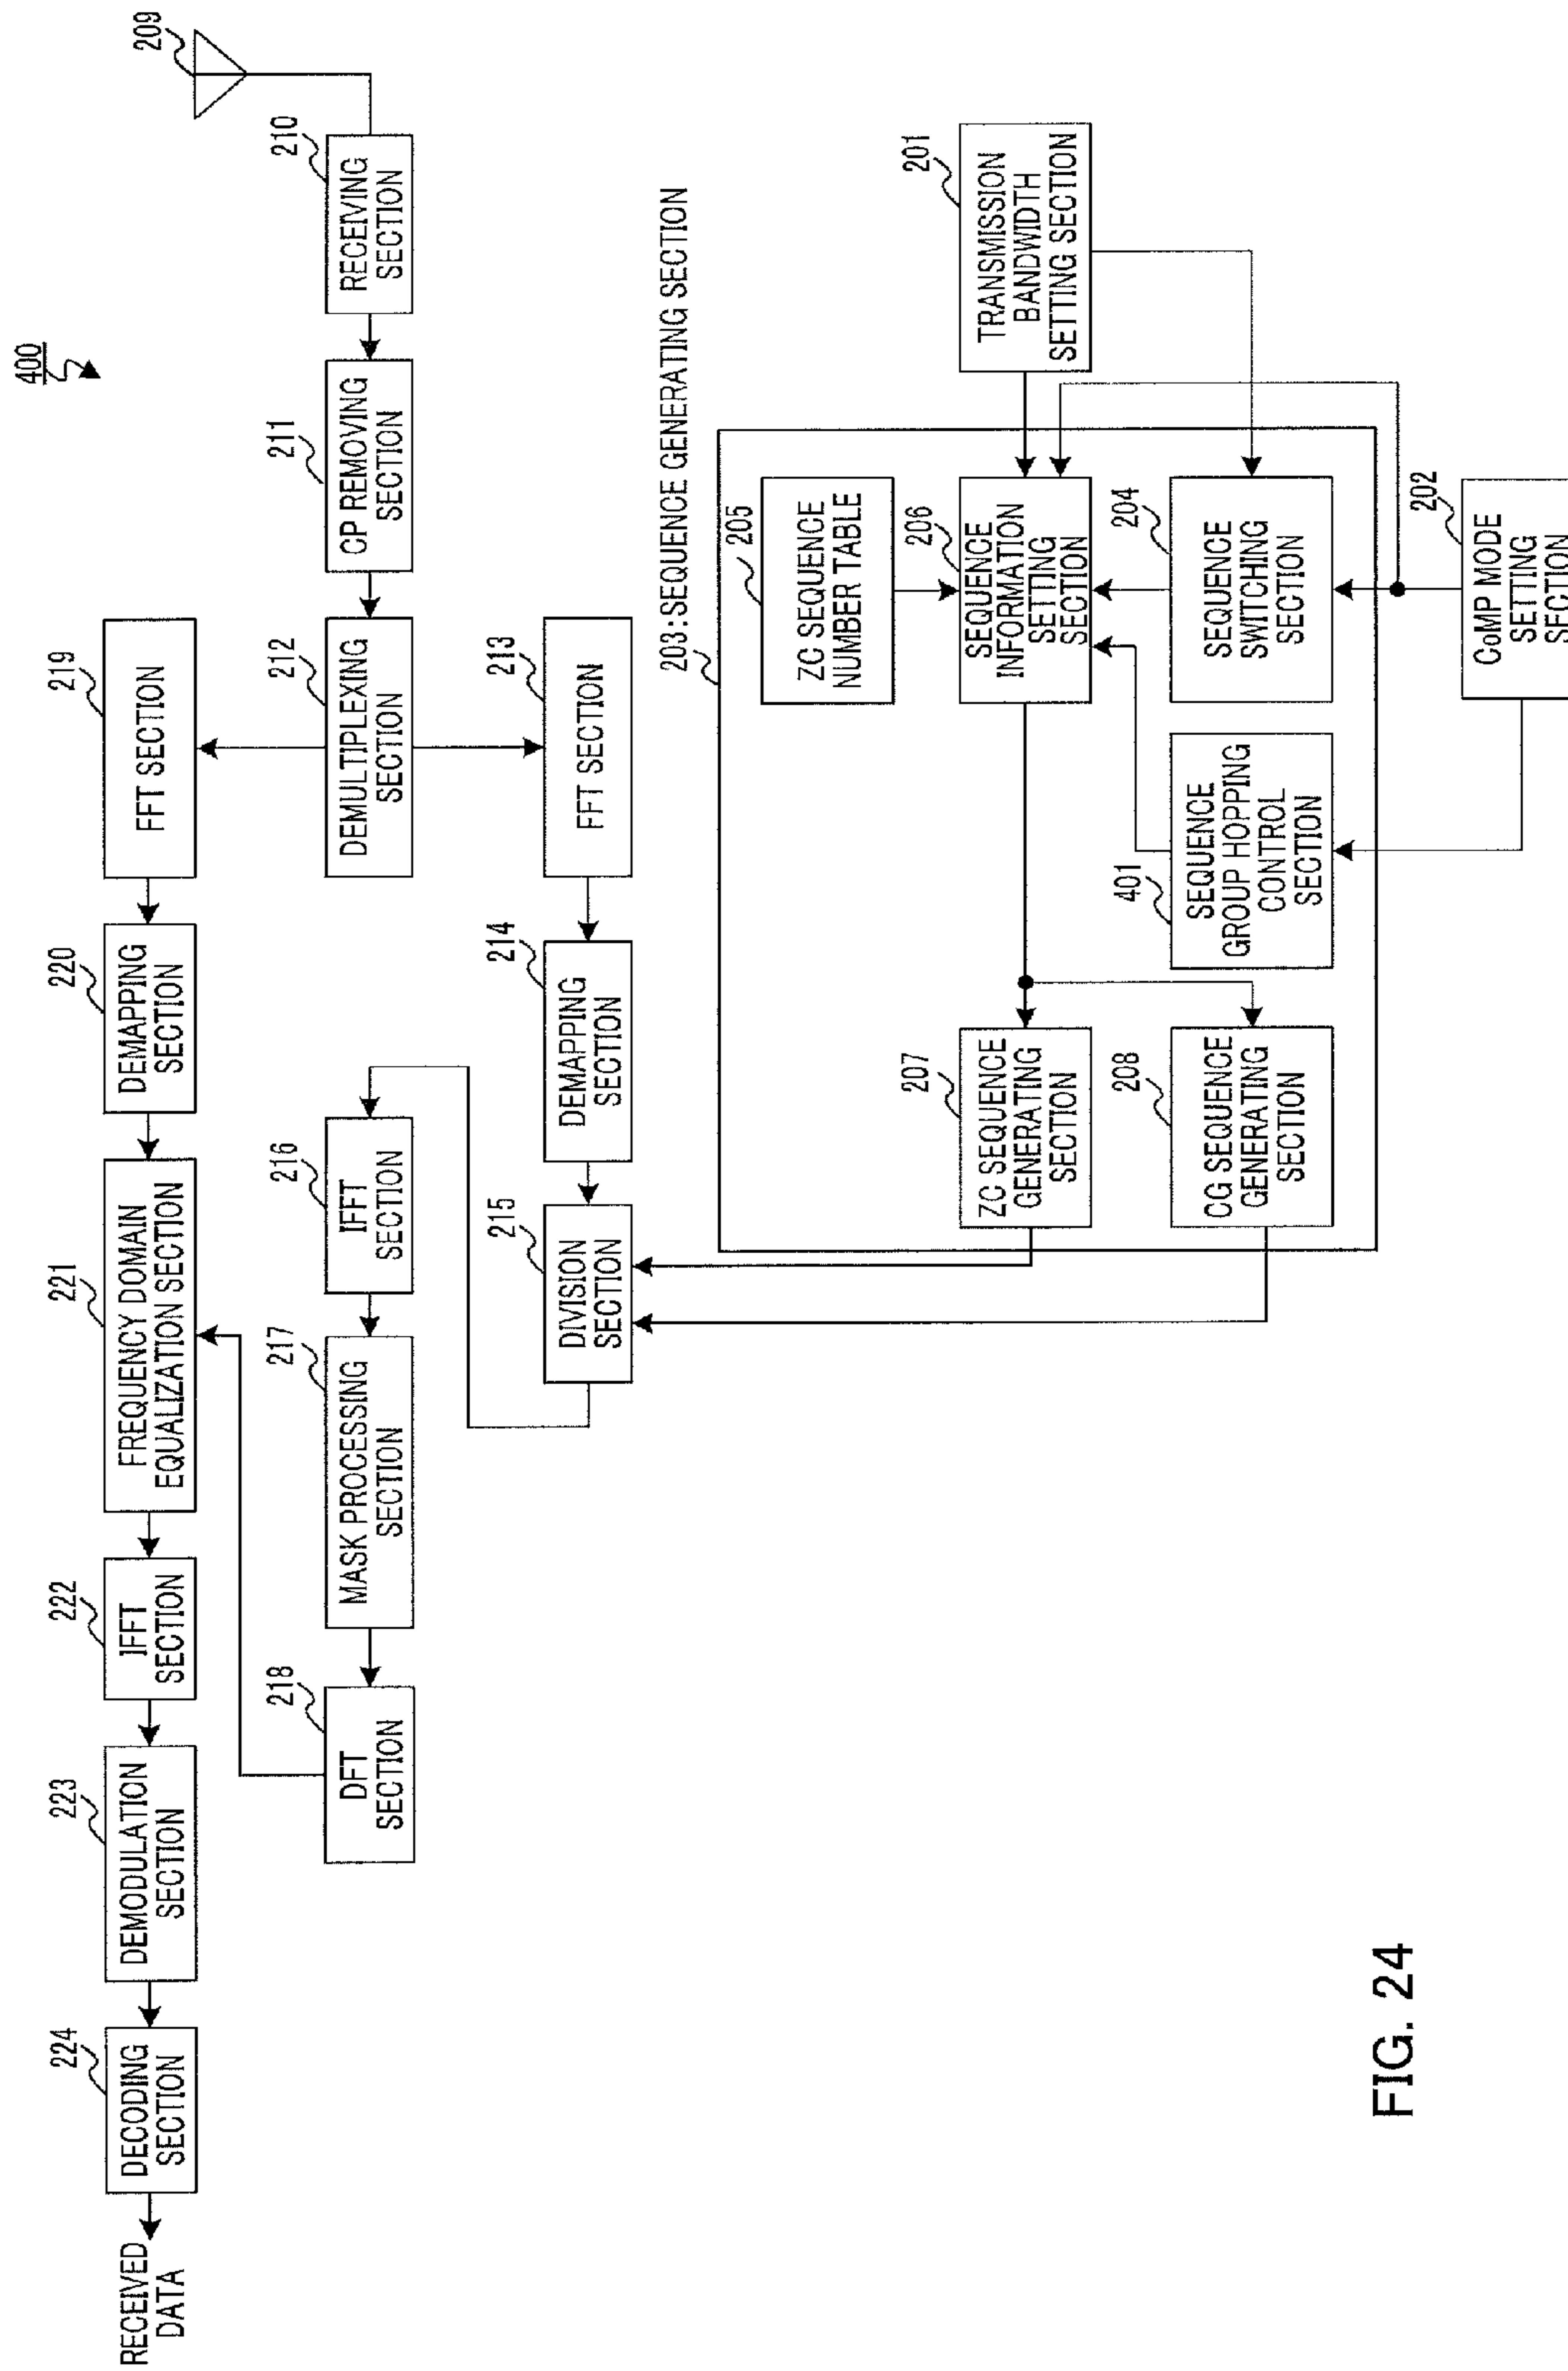 400
RECEIVED
DATA
224
DECODING
SECTION
223
DEMODULATION
SECTION
222
IFFT
SECTION
221
FREQUENCY DOMAIN
EQUALIZATION SECTION
220
DEMAPPING
SECTION
219
FFT SECTION
218
DFT
SECTION
217
MASK PROCESSING
SECTION
216
IFFT
SECTION
212
DEMULTIPLEXING
SECTION
211
CP REMOVING
SECTION
210
RECEIVING
SECTION
209
215
DIVISION
SECTION
214
DEMAPPING
SECTION
213
FFT SECTION
203:SEQUENCE GENERATING SECTION
205
ZC SEQUENCE
NUMBER TABLE
207
ZC SEQUENCE
GENERATING
SECTION
206
SEQUENCE
INFORMATION
SETTING
SECTION
201
TRANSMISSION
BANDWIDTH
SETTING SECTION
208
CG SEQUENCE
GENERATING
SECTION
401
SEQUENCE
GROUP HOPPING
CONTROL
SECTION
204
SEQUENCE
SWITCHING
SECTION
202
CoMP MODE
SETTING
SECTION
FIG. 24